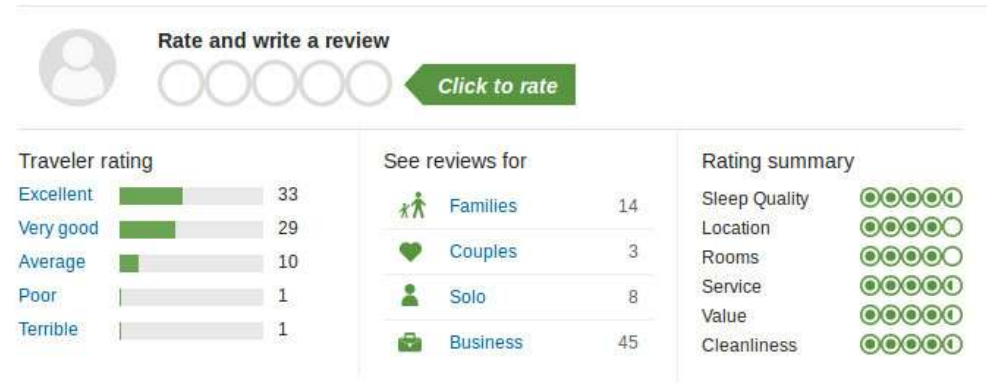 Rate and write a review
Click to rate
Traveler rating
Excellent 33
Very good 29
Average 10
Poor 1
Terrible 1
See reviews for
Families 14
Couples 3
Solo 8
Business 45
Rating summary
Sleep Quality
Location
Rooms
Service
Value
Cleanliness